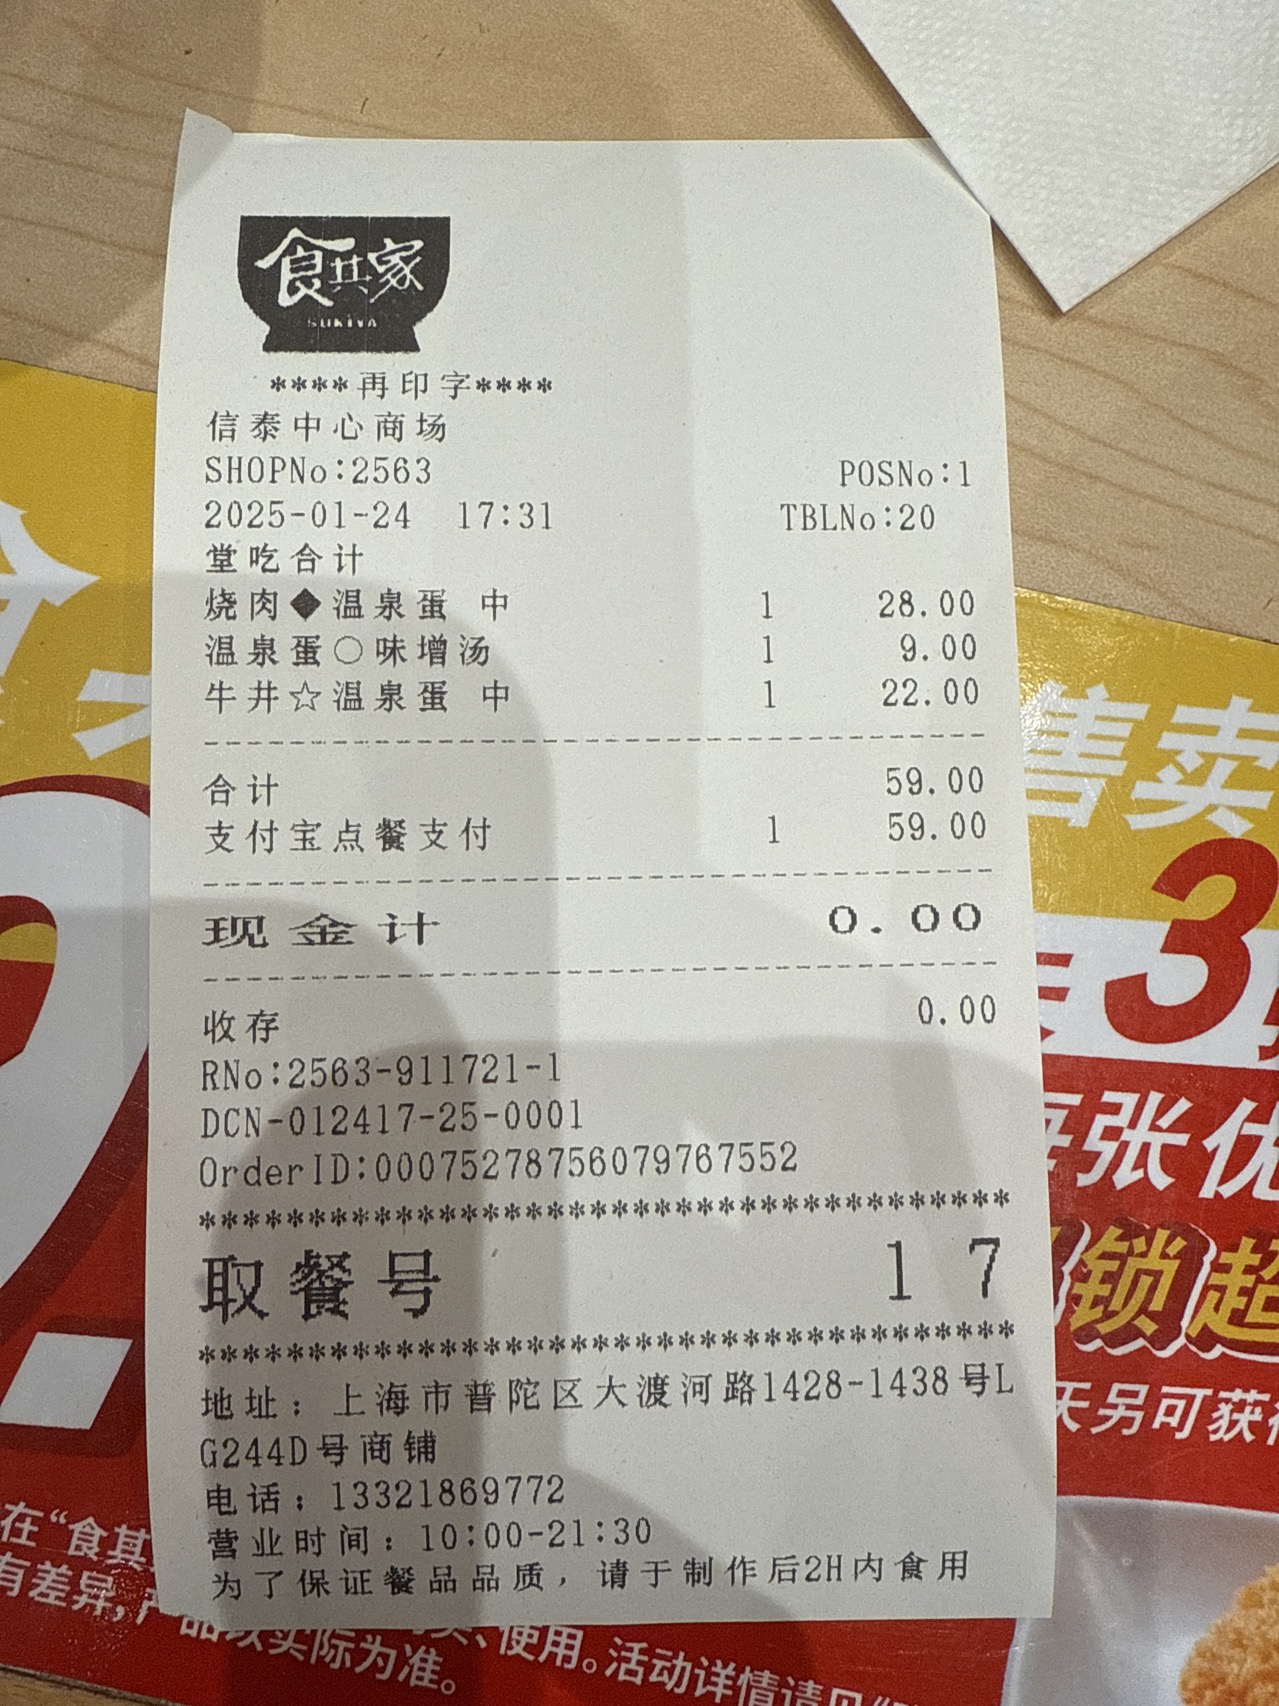 食其家
SUKIYA
****再印字****
信泰中心商场
SHOPNo:2563 POSNo:1
2025-01-24 17:31 TBLNo:20
堂吃合计
烧肉◆温泉蛋 中 1 28.00
温泉蛋○味增汤 1 9.00
牛井☆温泉蛋 中 1 22.00
合计 59.00
支付宝点餐支付 1 59.00
现金计 0.00
收存 0.00
RNo:2563-911721-1
DCN-012417-25-0001
OrderID:00075278756079767552
**************************************
取餐号 17
**************************************
地址：上海市普陀区大渡河路1428-1438号L
G244D号商铺
电话：13321869772
营业时间：10:00-21:30
为了保证餐品品质，请于制作后2H内食用
售卖
3
张优
锁超
天另可获
在“食其
有差异，产品以实际为准。
使用。活动详情请见“